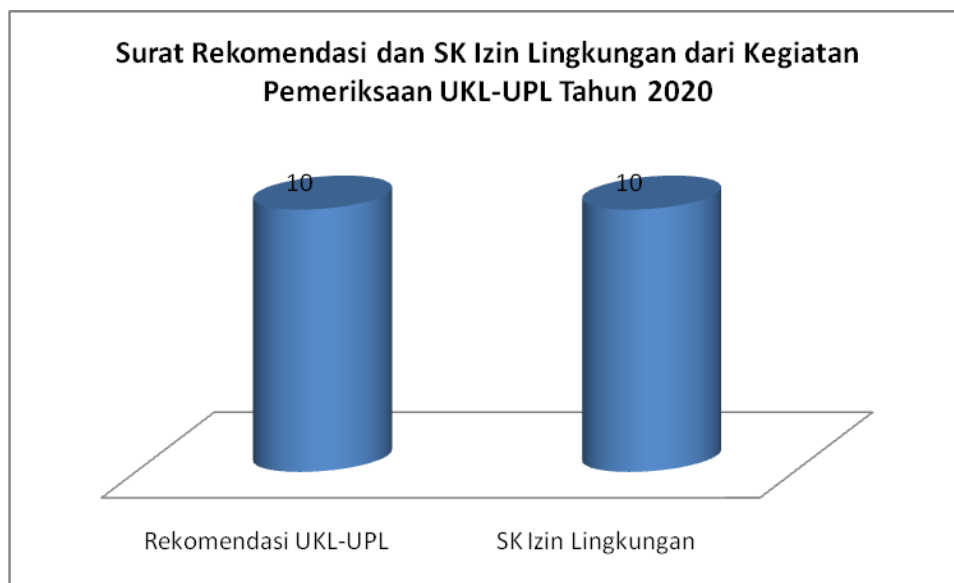 Surat Rekomendasi dan SK Izin Lingkungan dari Kegiatan
Pemeriksaan UKL-UPL Tahun 2020
10
10
Rekomendasi UKL-UPL
SK Izin Lingkungan